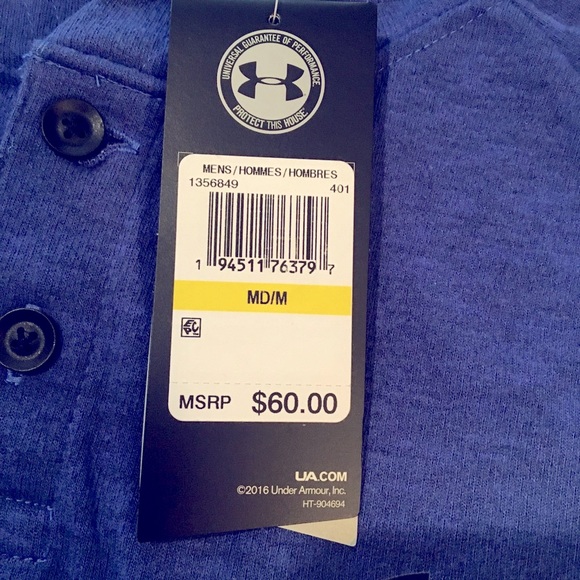 UNIVERSAL GUARANTEE OF PERFORMANCE
PROTECT THIS HOUSE
MENS/HOMMES/HOMBRES
1356849 401
1 94511 76379 7
MD/M
MSRP $60.00
UA.COM
©2016 Under Armour, Inc.
HT-904694